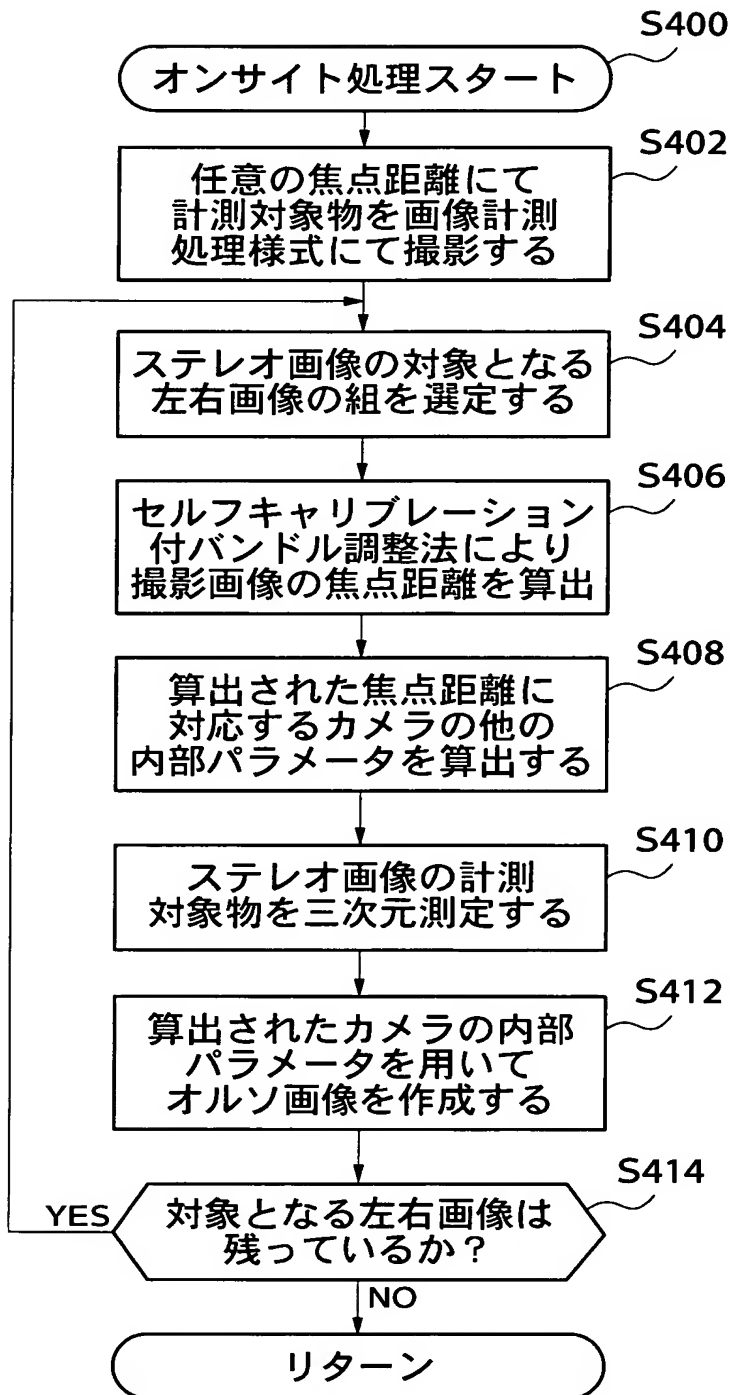 S400
オンサイト処理スタート
S402
任意の焦点距離にて
計測対象物を画像計測
処理様式にて撮影する
S404
ステレオ画像の対象となる
左右画像の組を選定する
S406
セルフキャリブレーション
付バンドル調整法により
撮影画像の焦点距離を算出
S408
算出された焦点距離に
対応するカメラの他の
内部パラメータを算出する
S410
ステレオ画像の計測
対象物を三次元測定する
S412
算出されたカメラの内部
パラメータを用いて
オルソ画像を作成する
S414
YES
対象となる左右画像は
残っているか?
NO
リターン